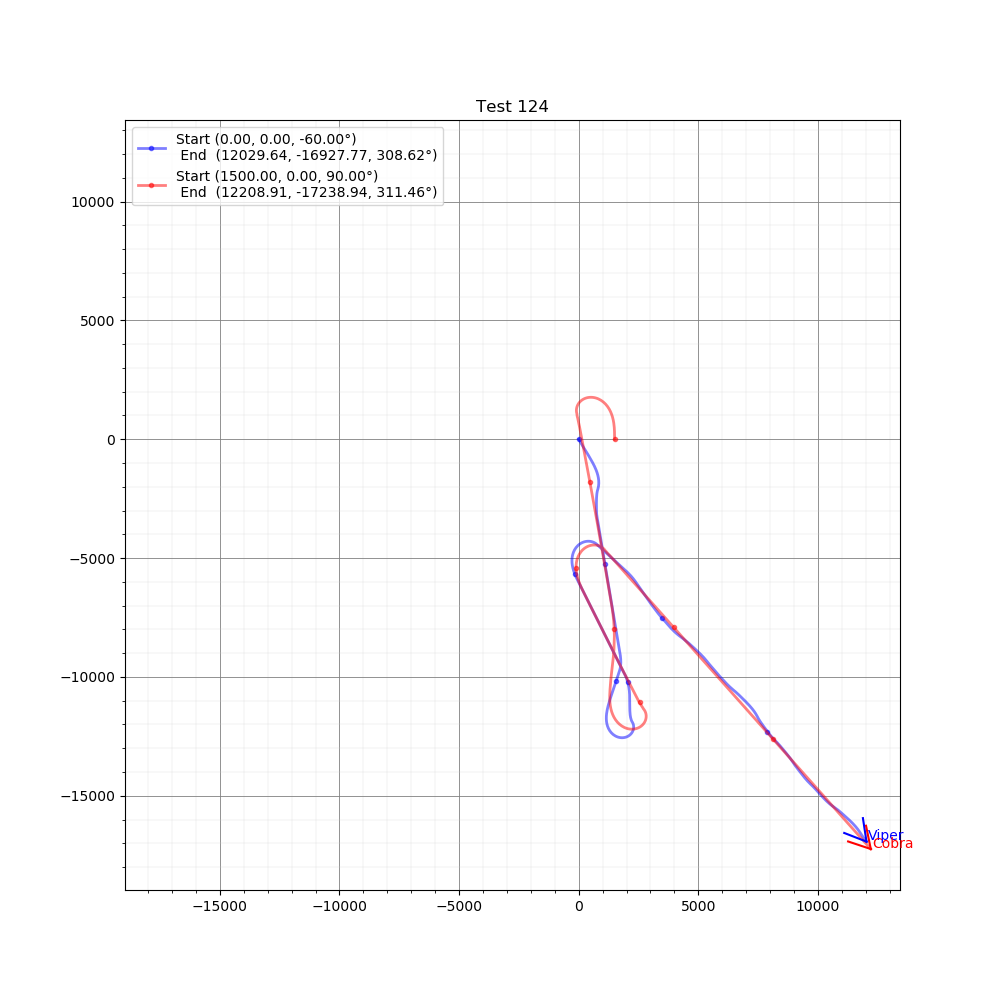 Test 124
Start (0.00, 0.00, -60.00°)
End (12029.64, -16927.77, 308.62°)
Start (1500.00, 0.00, 90.00°)
End (12208.91, -17238.94, 311.46°)
10000
5000
0
−5000
−10000
−15000
Viper
Cobra
−15000
−10000
−5000
0
5000
10000